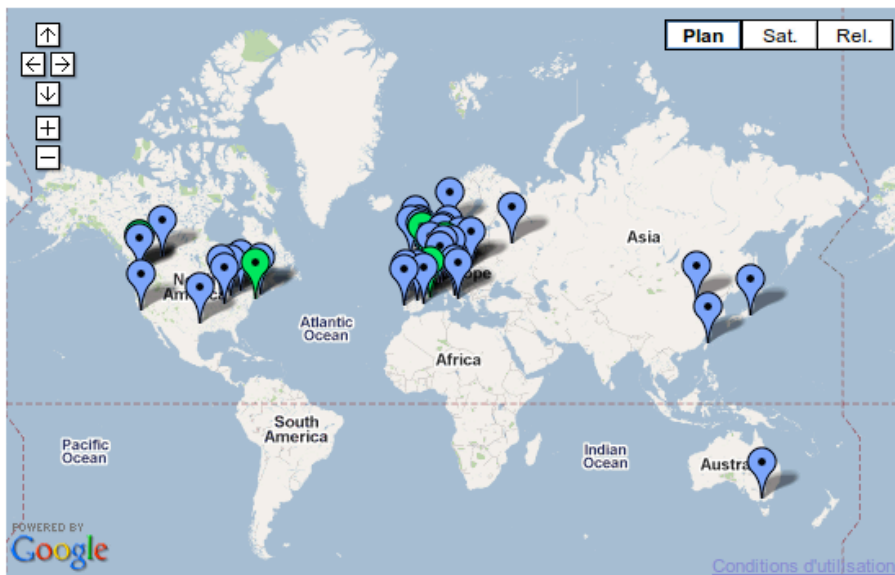 Plan
Sat.
Rel.
Asia
Atlantic
Ocean
Africa
South
America
Pacific
Ocean
Indian
Ocean
POWERED BY
Google
Conditions d'utilisation